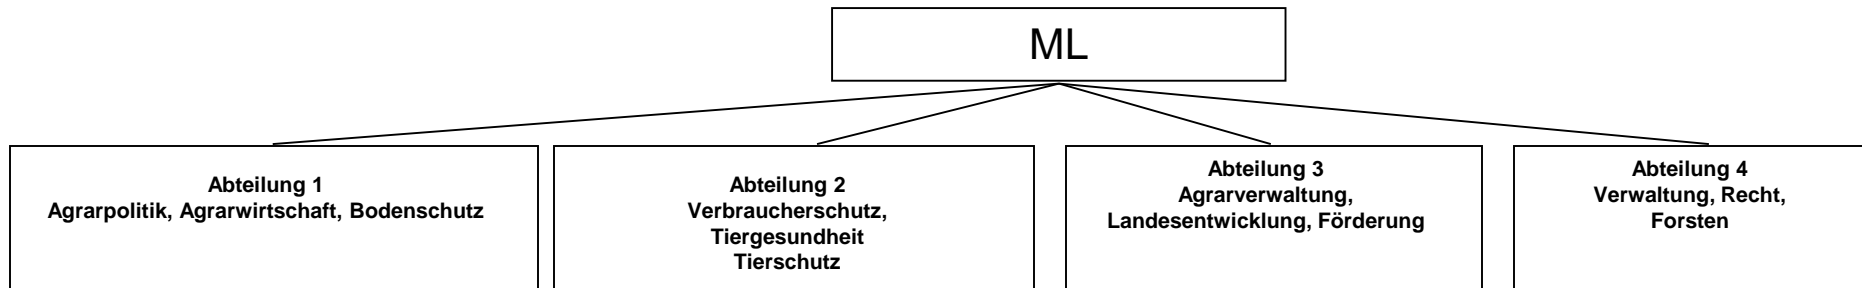 ML
Abteilung 1
Agrarpolitik, Agrarwirtschaft, Bodenschutz
Abteilung 2
Verbraucherschutz,
Tiergesundheit
Tierschutz
Abteilung 3
Agrarverwaltung,
Landesentwicklung, Förderung
Abteilung 4
Verwaltung, Recht,
Forsten